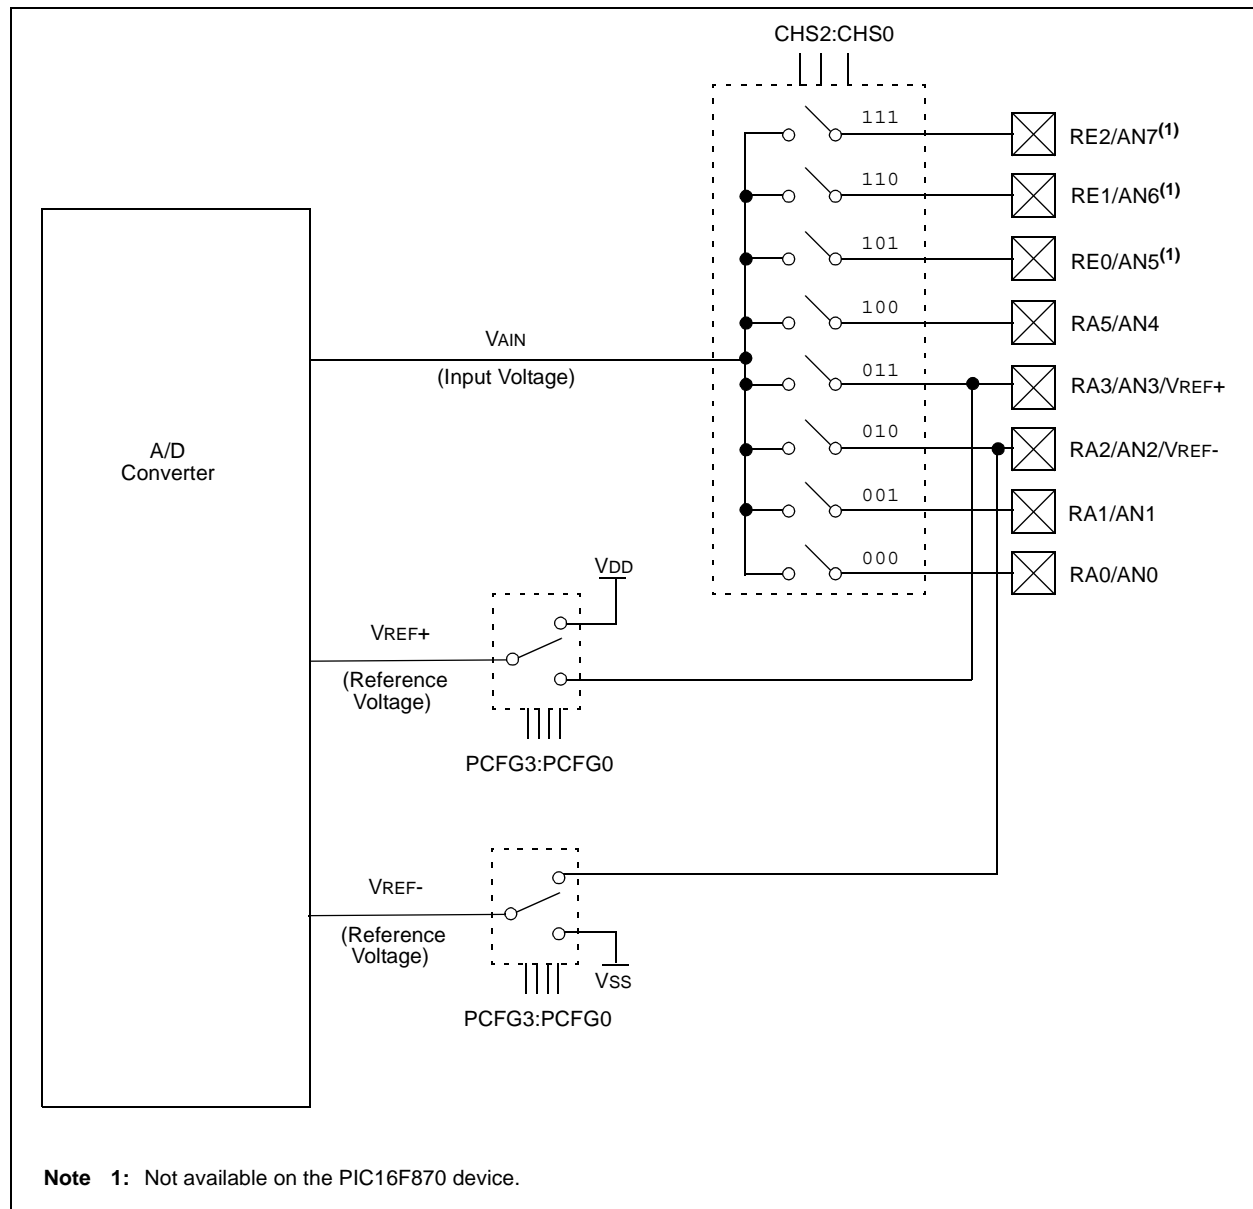 CHS2:CHS0
111
RE2/AN7(1)
110
RE1/AN6(1)
101
RE0/AN5(1)
100
RA5/AN4
VAIN
(Input Voltage)
011
RA3/AN3/VREF+
010
RA2/AN2/VREF-
A/D
Converter
001
RA1/AN1
000
RA0/AN0
VDD
VREF+
(Reference
Voltage)
PCFG3:PCFG0
VREF-
(Reference
Voltage)
VSS
PCFG3:PCFG0
Note 1: Not available on the PIC16F870 device.